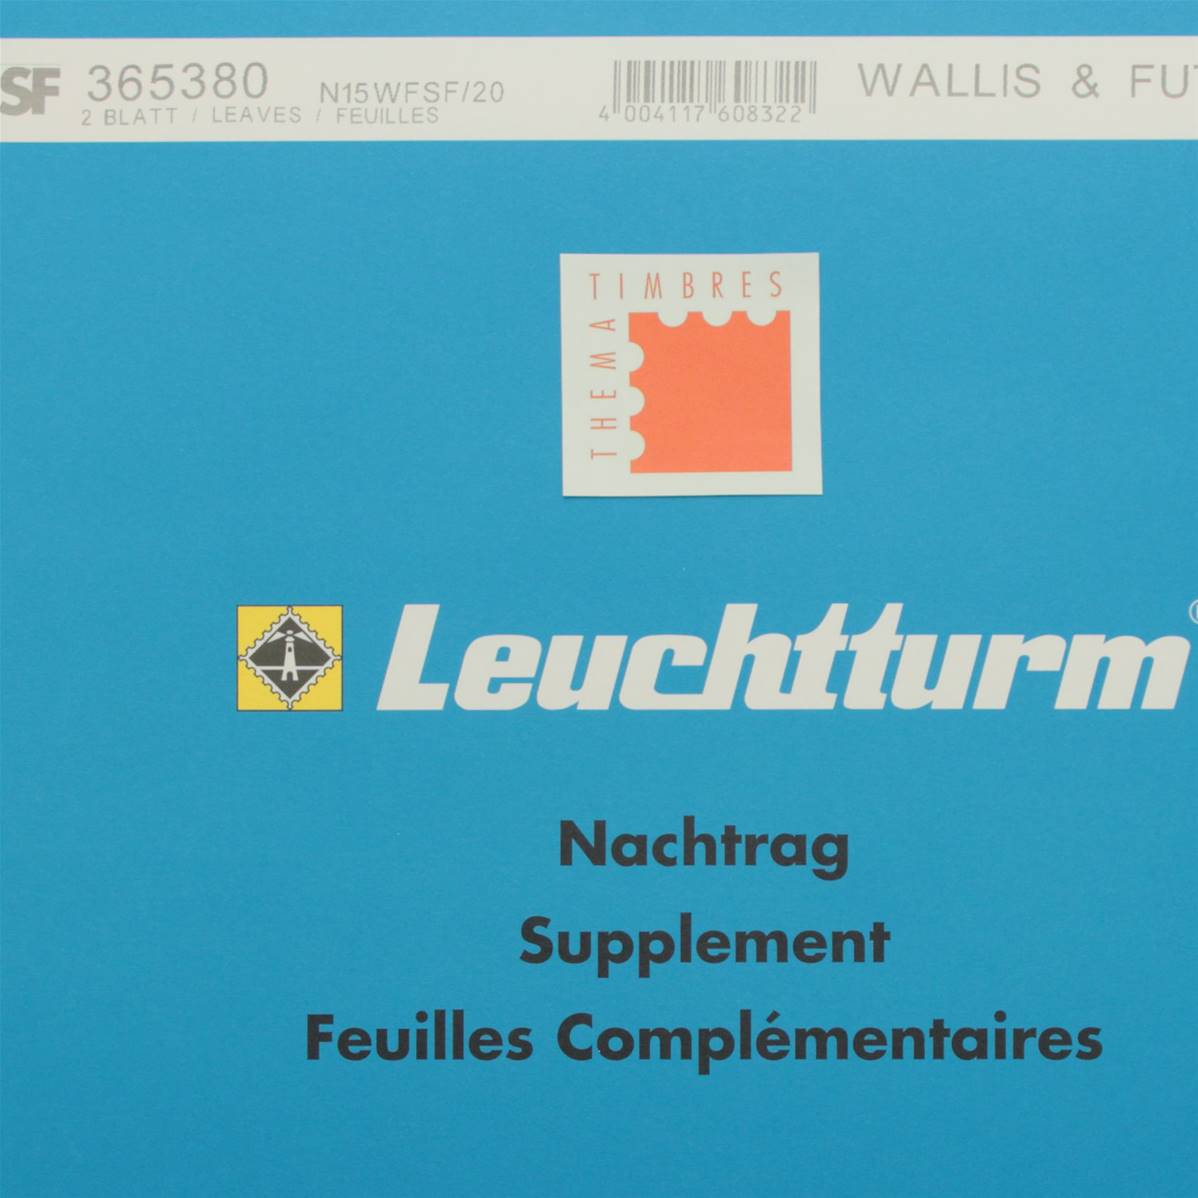 SF 365380 N15WFSF/20 WALLIS & FU
2 BLATT / LEAVES / FEUILLES
4 004117 608322
TIMBRES
THEMA
Leuchtturm
Nachtrag
Supplement
Feuilles Complémentaires